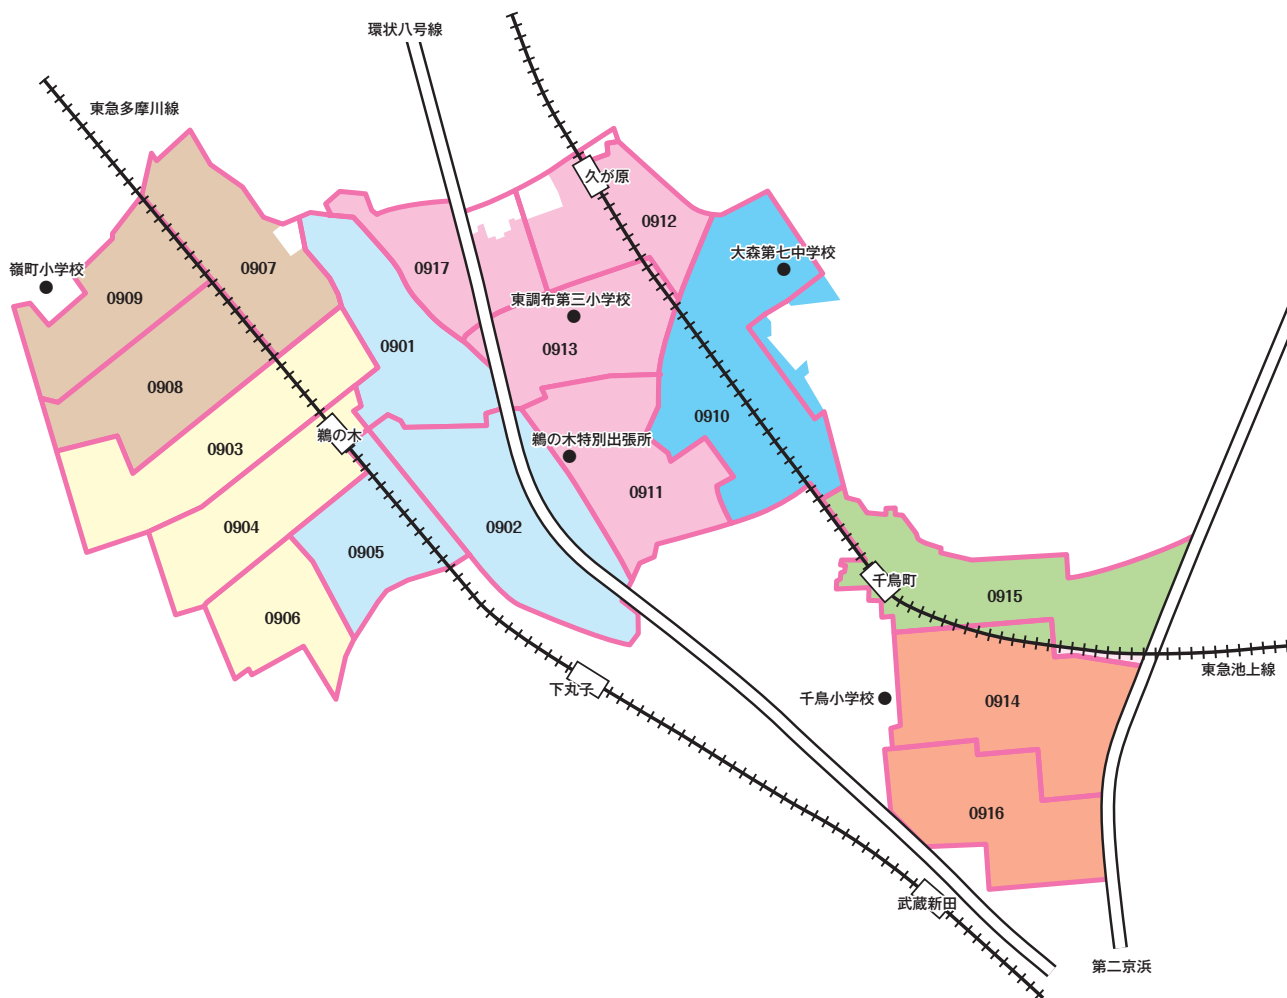 環状八号線
東急多摩川線
久が原
0912
大森第七中学校
0907
嶺町小学校
0917
0909
東調布第三小学校
0901
0913
0908
0910
鵜の木
鵜の木特別出張所
0903
0911
0904
0902
0905
千鳥町
0915
0906
東急池上線
下丸子
千鳥小学校
0914
0916
武蔵新田
第二京浜